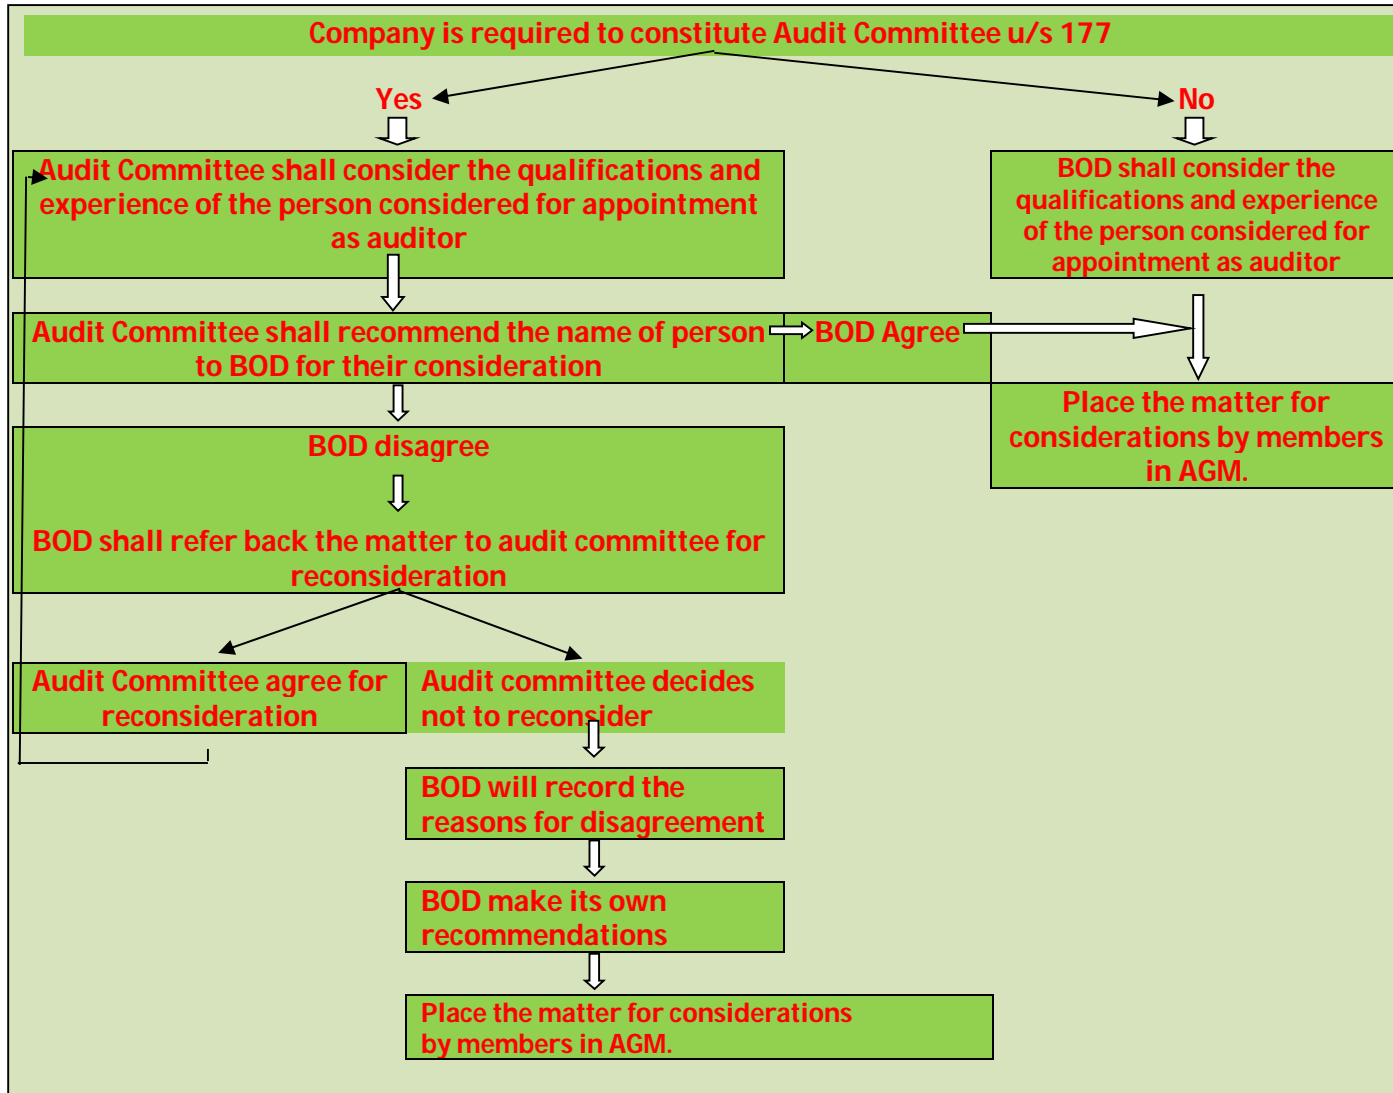 Company is required to constitute Audit Committee u/s 177
Yes
No
Audit Committee shall consider the qualifications and
experience of the person considered for appointment
as auditor
BOD shall consider the
qualifications and experience
of the person considered for
appointment as auditor
Audit Committee shall recommend the name of person
to BOD for their consideration
BOD Agree
Place the matter for
considerations by members
in AGM.
BOD disagree
BOD shall refer back the matter to audit committee for
reconsideration
Audit Committee agree for
reconsideration
Audit committee decides
not to reconsider
BOD will record the
reasons for disagreement
BOD make its own
recommendations
Place the matter for considerations
by members in AGM.